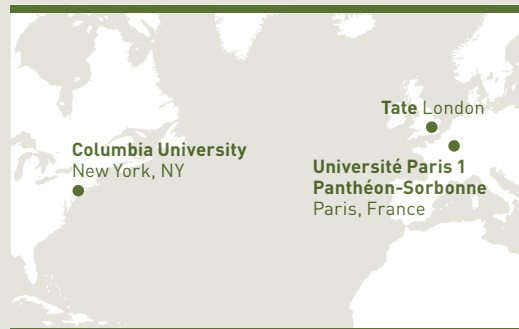 Tate London
Columbia University
New York, NY
Université Paris 1
Panthéon-Sorbonne
Paris, France